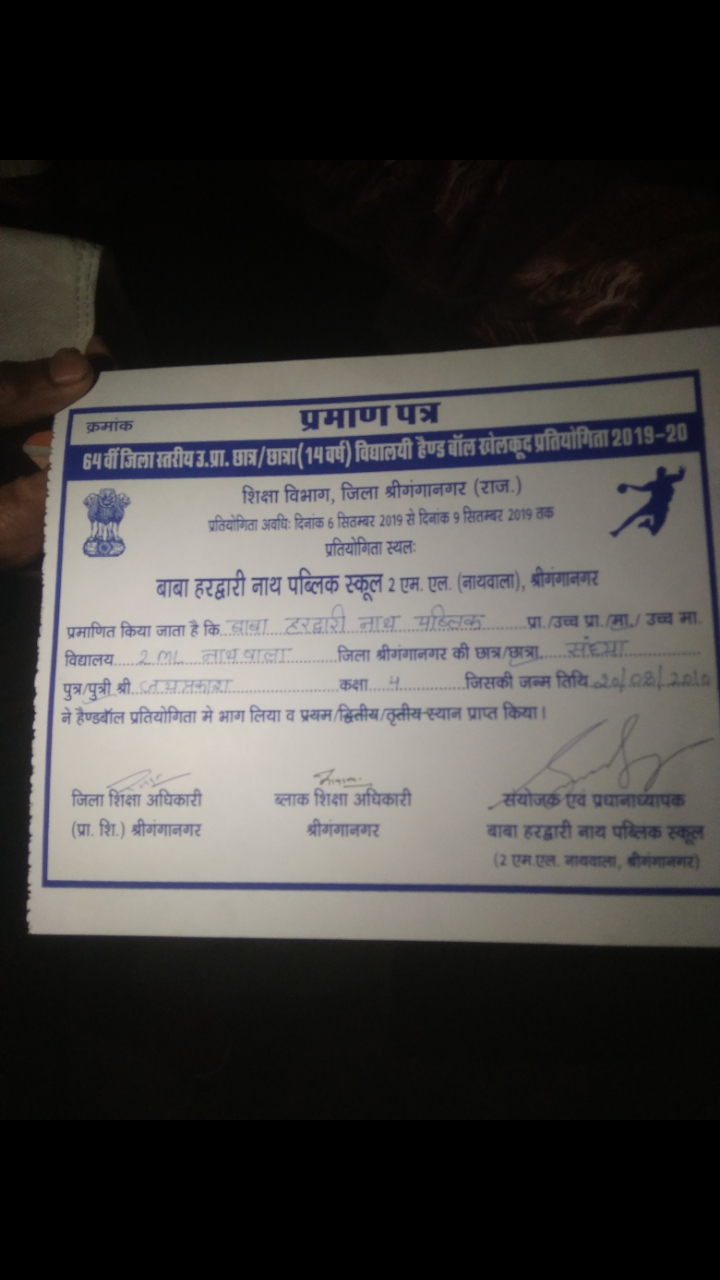 क्रमांक
प्रमाण पत्र
64 वीं जिला स्तरीय उ.प्रा. छात्र/छात्रा (14 वर्ष) विद्यालयी हैण्ड बॉल खेलकूद प्रतियोगिता 2019-20
शिक्षा विभाग, जिला श्रीगंगानगर (राज.)
प्रतियोगिता अवधिः दिनांक 6 सितम्बर 2019 से दिनांक 9 सितम्बर 2019 तक
प्रतियोगिता स्थलः
बाबा हरद्वारी नाथ पब्लिक स्कूल 2 एम. एल. (नायवाला), श्रीगंगानगर
प्रमाणित किया जाता है कि बाबा हरद्वारी नाथ पब्लिक प्रा./उच्च प्रा./मा./ उच्च मा.
विद्यालय 2 ML नाथवाला जिला श्रीगंगानगर की छात्र/छात्रा संध्या
पुत्र/पुत्री श्री कक्षा 4 जिसकी जन्म तिथि 20/08/2010
ने हैण्डबॉल प्रतियोगिता मे भाग लिया व प्रथम/द्वितीय/तृतीय स्थान प्राप्त किया।
जिला शिक्षा अधिकारी ब्लाक शिक्षा अधिकारी संयोजक एवं प्रधानाध्यापक
(प्रा. शि.) श्रीगंगानगर श्रीगंगानगर बाबा हरद्वारी नाथ पब्लिक स्कूल
(2 एम.एल. नायवाला, श्रीगंगानगर)